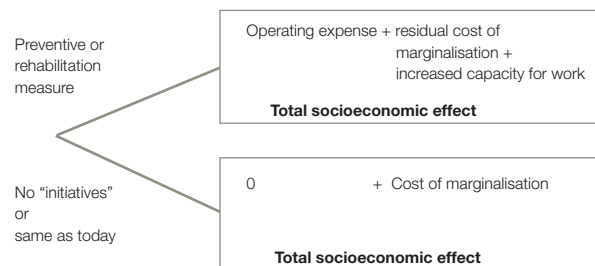 Preventive or
rehabilitation
measure
Operating expense + residual cost of
marginalisation +
increased capacity for work
Total socioeconomic effect
No “initiatives”
or
same as today
0 + Cost of marginalisation
Total socioeconomic effect